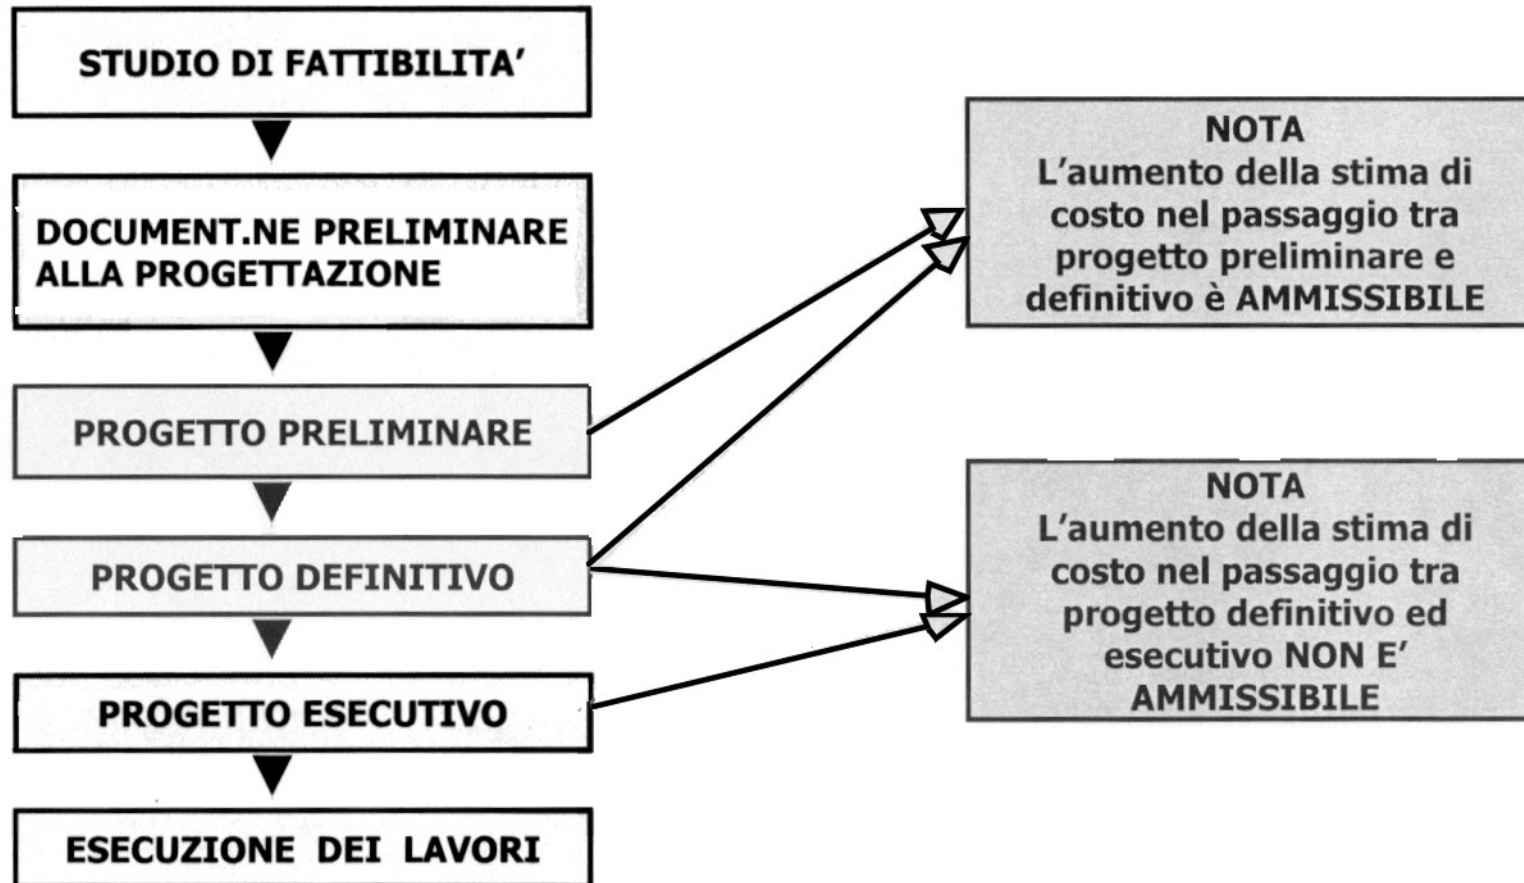 STUDIO DI FATTIBILITA’
DOCUMENT.NE PRELIMINARE
ALLA PROGETTAZIONE
PROGETTO PRELIMINARE
PROGETTO DEFINITIVO
PROGETTO ESECUTIVO
ESECUZIONE DEI LAVORI
NOTA
L’aumento della stima di
costo nel passaggio tra
progetto preliminare e
definitivo è AMMISSIBILE
NOTA
L’aumento della stima di
costo nel passaggio tra
progetto definitivo ed
esecutivo NON E’
AMMISSIBILE